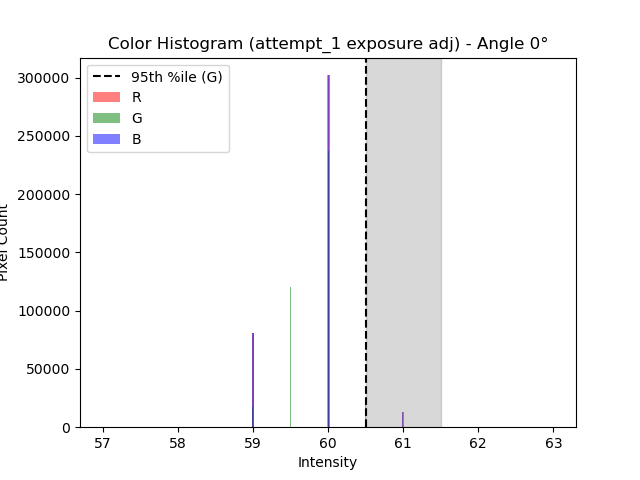 Color Histogram (attempt_1 exposure adj) - Angle 0°
95th %ile (G)
R
G
B
300000
250000
200000
150000
100000
50000
0
Pixel Count
57 58 59 60 61 62 63
Intensity